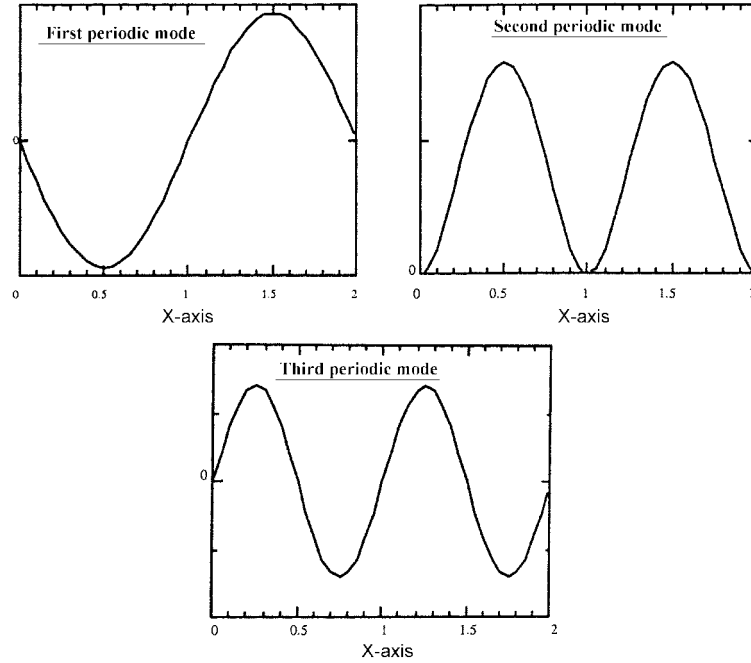 First periodic mode
0
0 0.5 1 1.5 2
X-axis
Second periodic mode
0
0 0.5 1 1.5
X-axis
Third periodic mode
0
0 0.5 1 1.5 2
X-axis